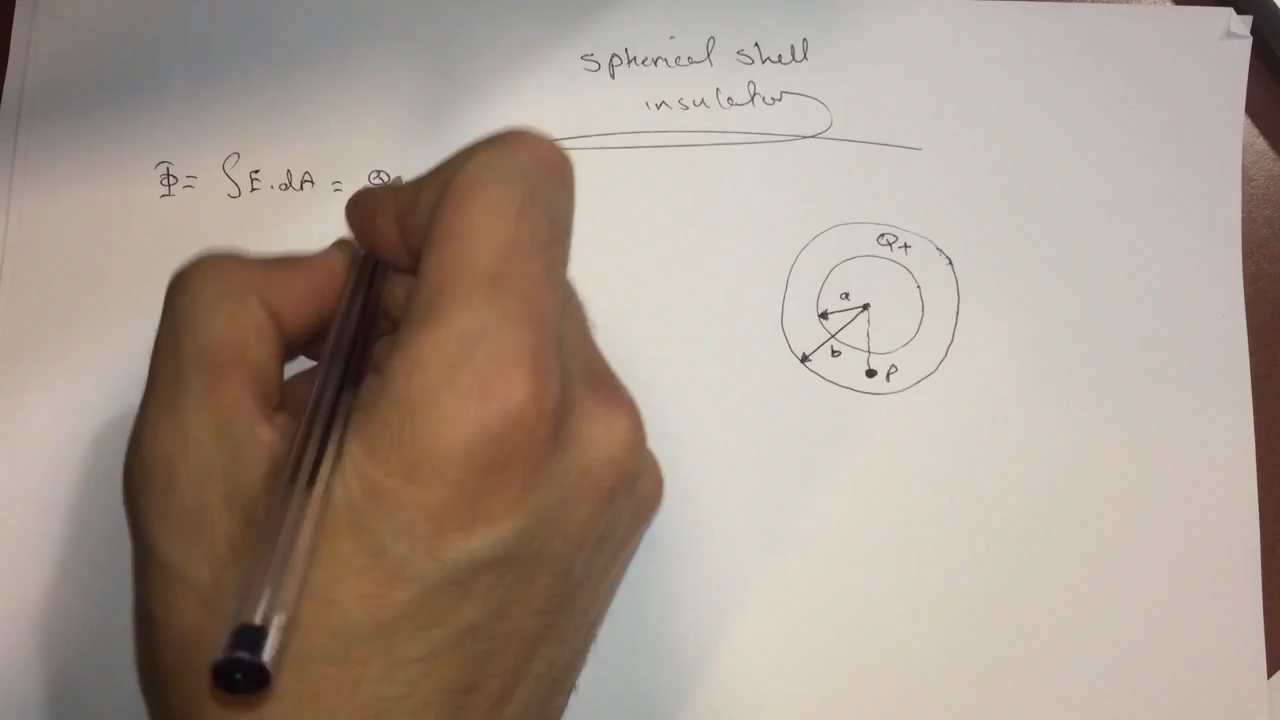 spherical shell
insulator
Φ = ∫E.dA = Q
Q+
a
b
P